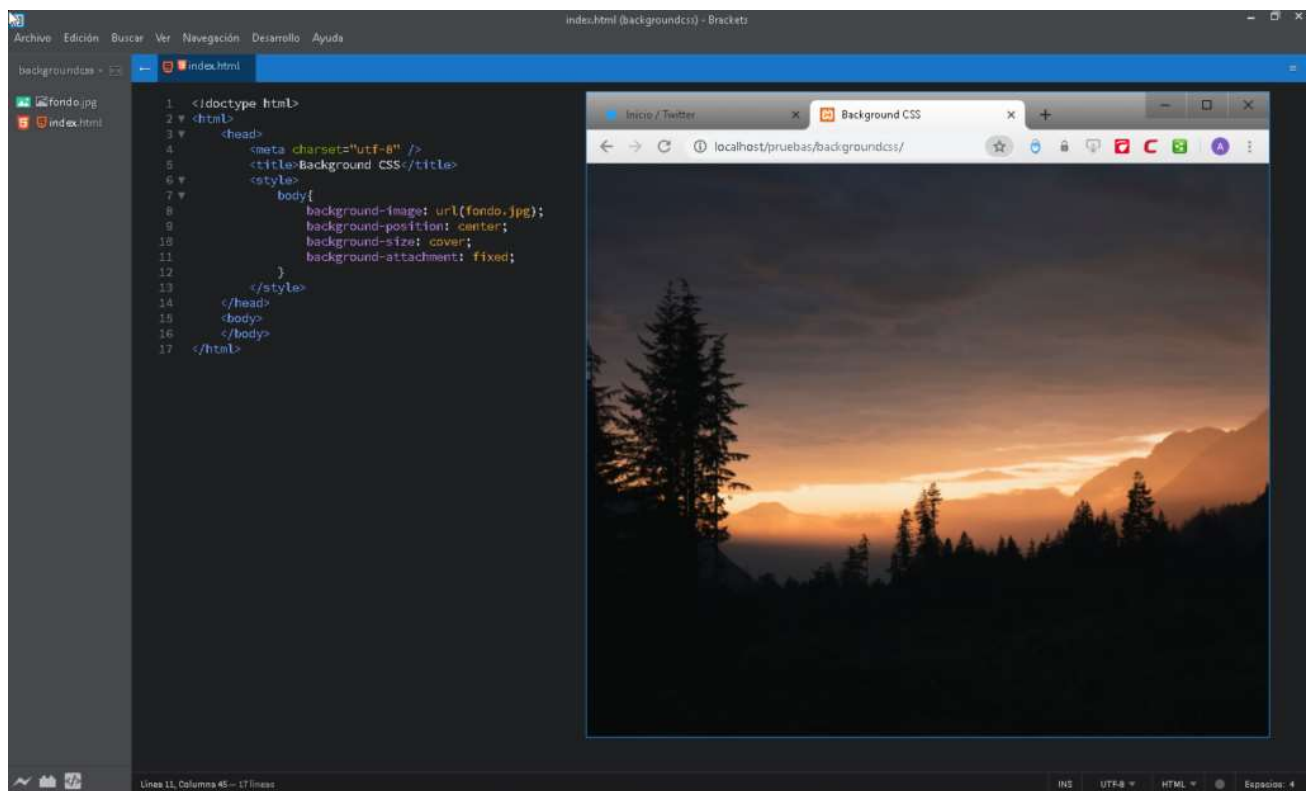 index.html (backgroundcss) - Brackets
Archivo Edición Buscar Ver Navegación Desarrollo Ayuda
backgroundcss
index.html
fondo.jpg
index.html
1 <!doctype html>
2 <html>
3 <head>
4 <meta charset="utf-8" />
5 <title>Background CSS</title>
6 <style>
7 body{
8 background-image: url(fondo.jpg);
9 background-position: center;
10 background-size: cover;
11 background-attachment: fixed;
12 }
13 </style>
14 </head>
15 <body>
16 </body>
17 </html>
Inicio / Twitter
Background CSS
localhost/pruebas/backgroundcss/
A
Línea 11, Columna 45 — 17 líneas
INS UTF-8 HTML Espacios: 4